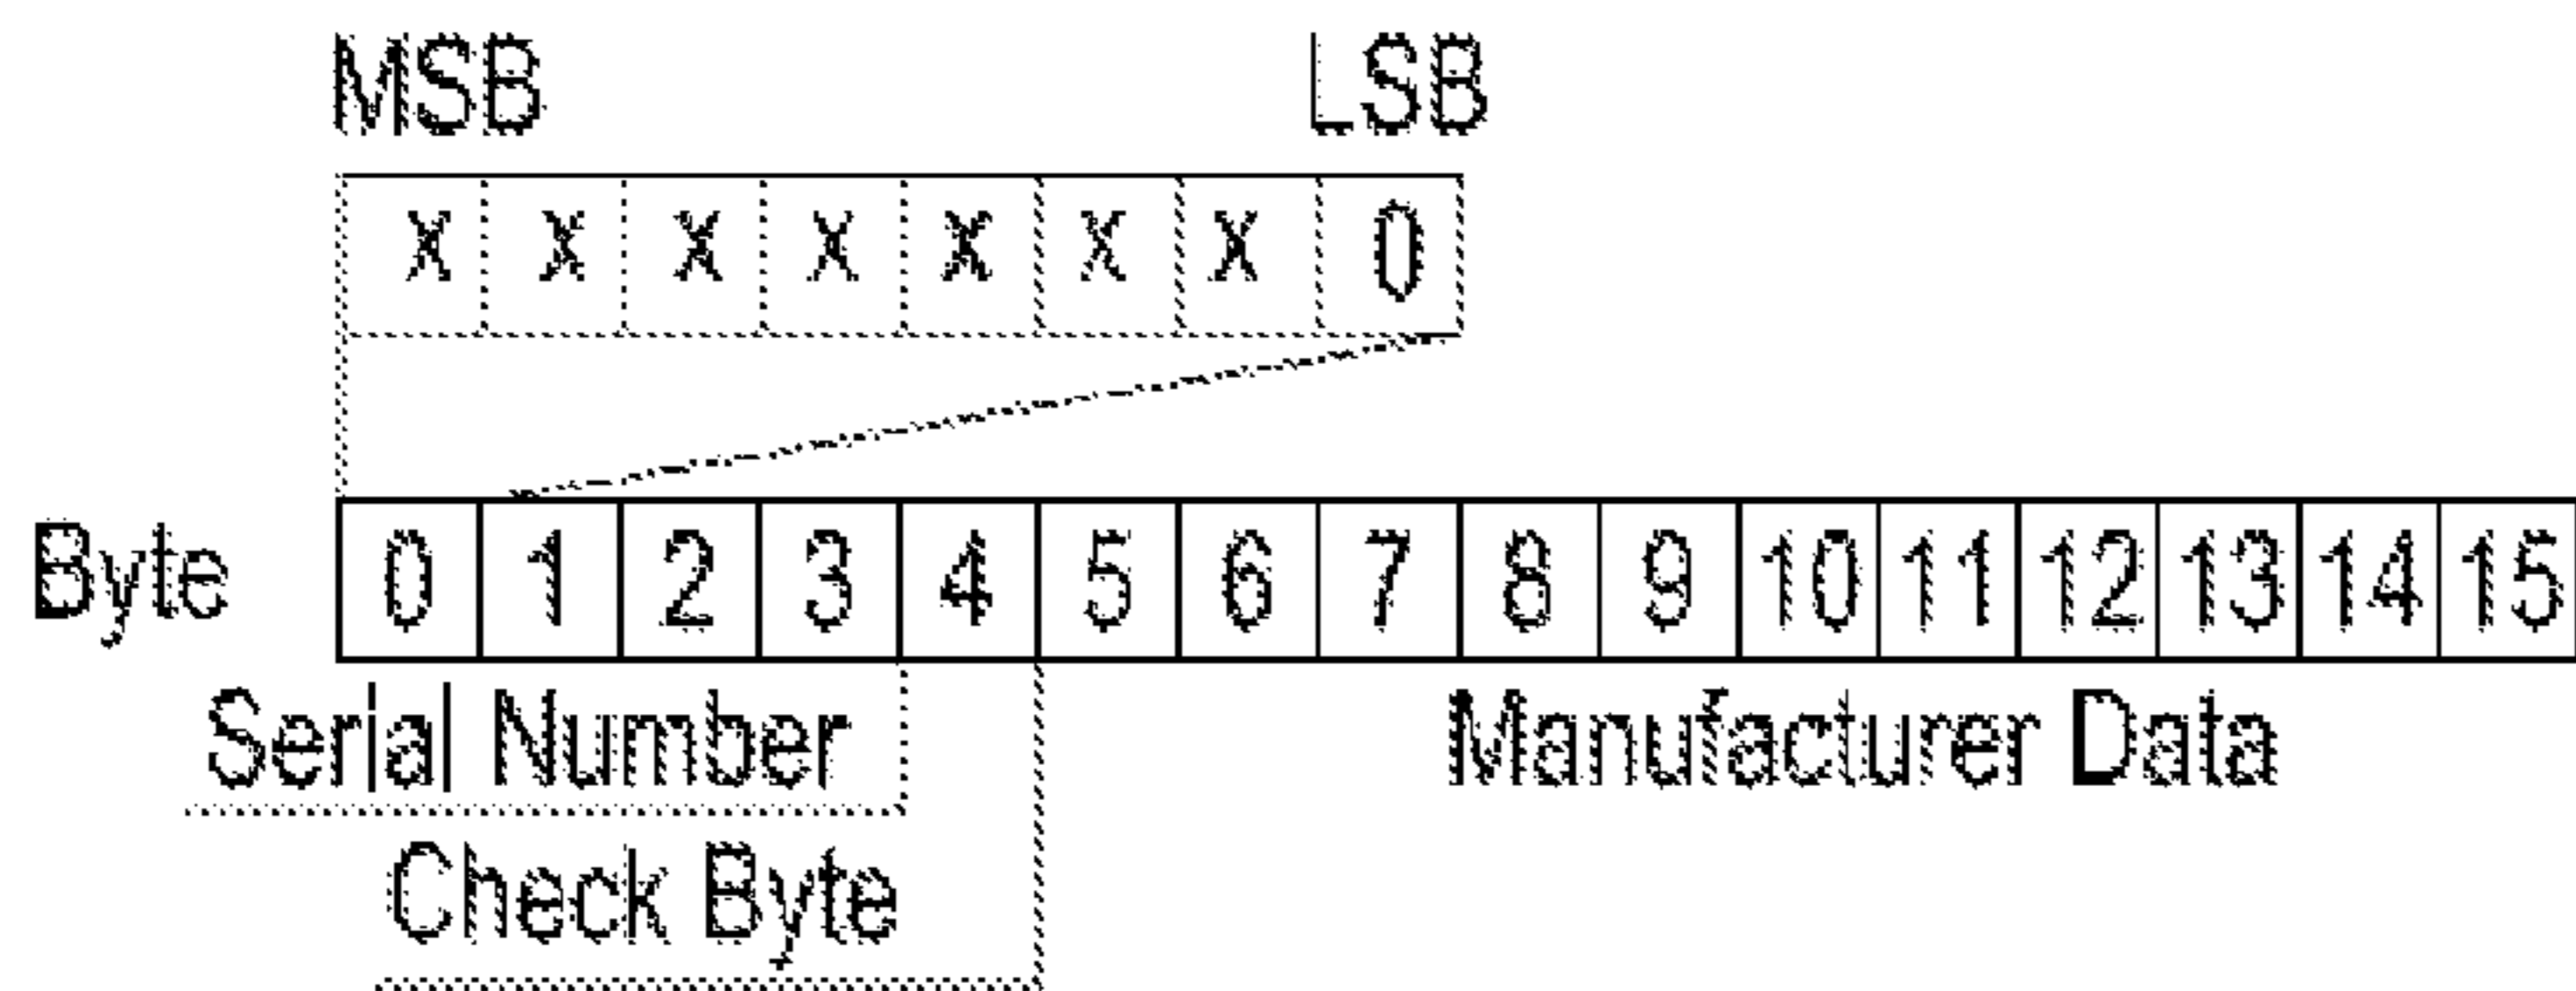 MSB LSB
x x x x x x x 0
Byte 0 1 2 3 4 5 6 7 8 9 10 11 12 13 14 15
Serial Number Manufacturer Data
Check Byte